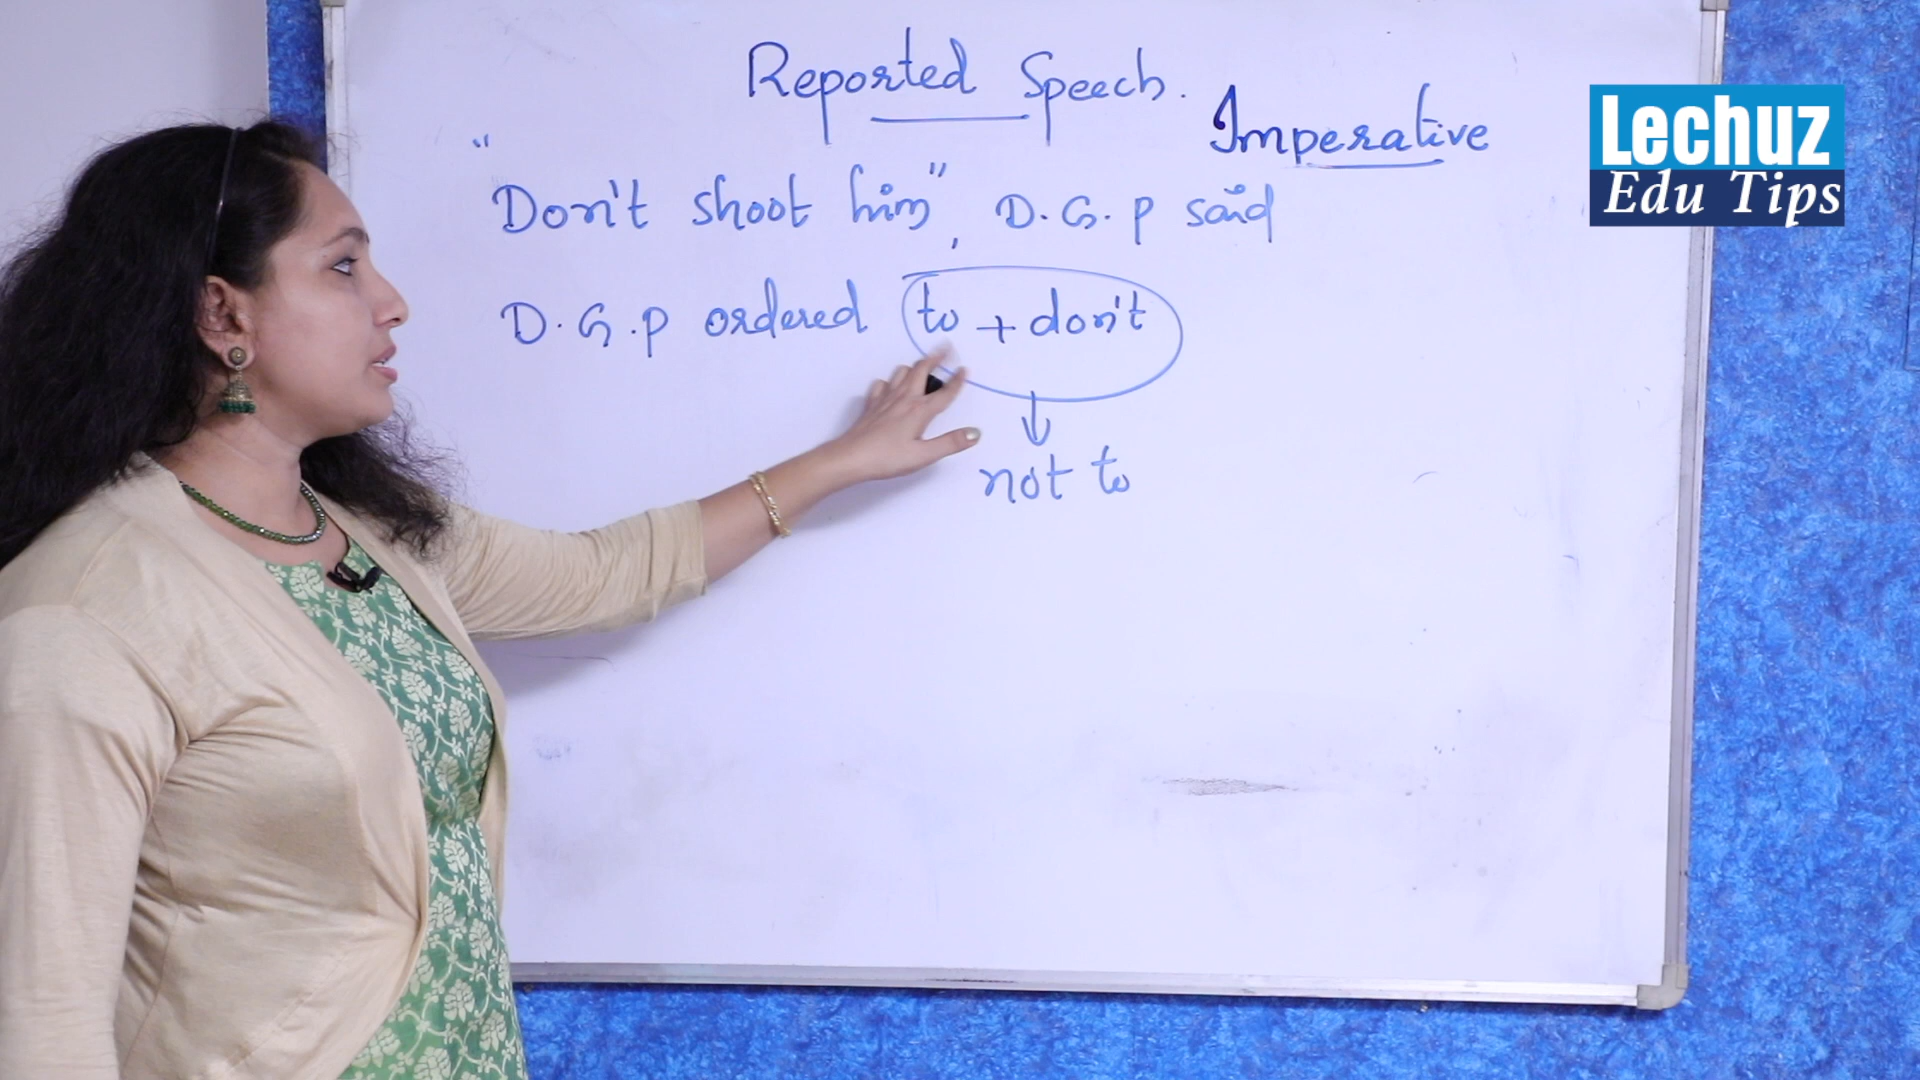 Reported Speech.
Imperative
"
Don't shoot him", D.G.P said
D.G.P ordered to + don't
↓
not to
Lechuz
Edu Tips